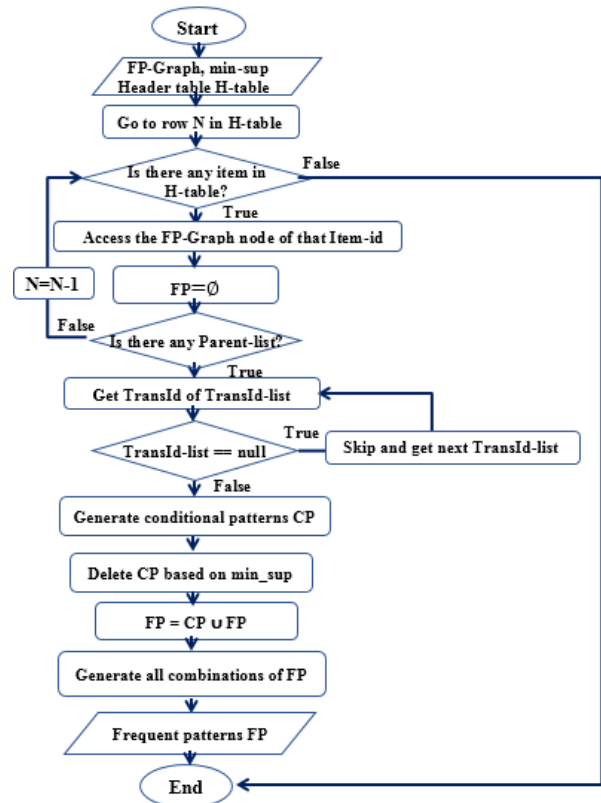 Start
FP-Graph, min-sup
Header table H-table
Go to row N in H-table
Is there any item in
H-table?
False
True
Access the FP-Graph node of that Item-id
N=N-1
FP=∅
False
Is there any Parent-list?
True
Get TransId of TransId-list
TransId-list == null
True
Skip and get next TransId-list
False
Generate conditional patterns CP
Delete CP based on min_sup
FP = CP ∪ FP
Generate all combinations of FP
Frequent patterns FP
End